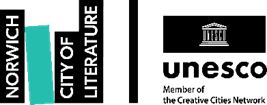 NORWICH
CITY OF
LITERATURE
unesco
Member of
the Creative Cities Network